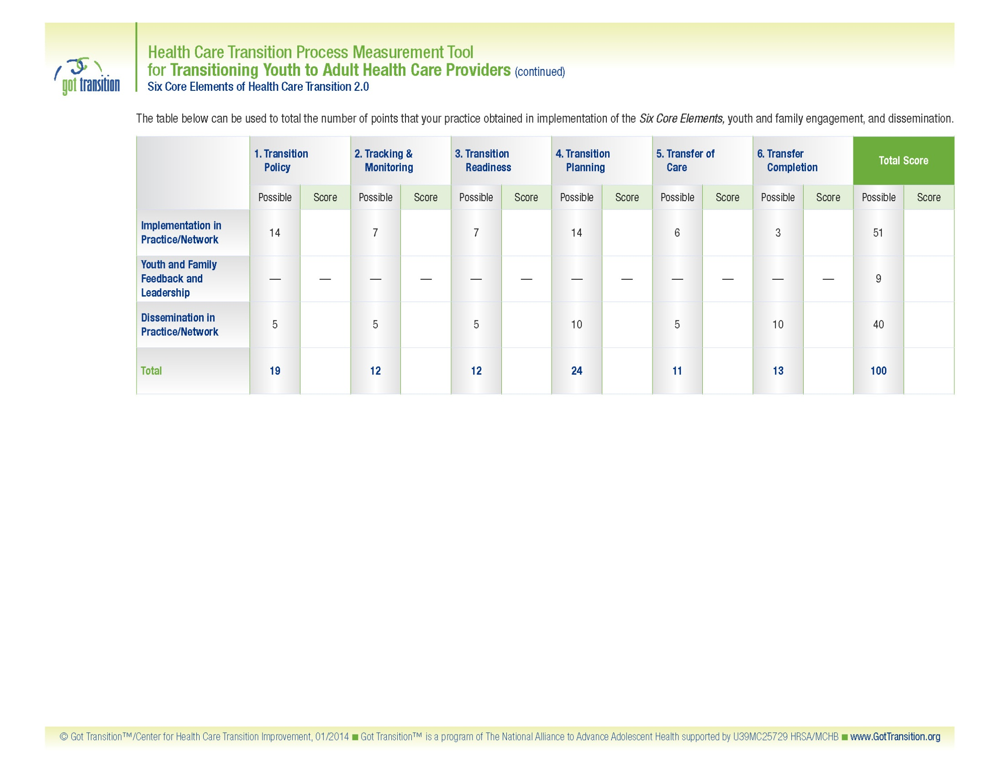 got transition
Health Care Transition Process Measurement Tool
for Transitioning Youth to Adult Health Care Providers (continued)
Six Core Elements of Health Care Transition 2.0
The table below can be used to total the number of points that your practice obtained in implementation of the Six Core Elements, youth and family engagement, and dissemination.
1. Transition Policy 2. Tracking & Monitoring 3. Transition Readiness 4. Transition Planning 5. Transfer of Care 6. Transfer Completion Total Score
Possible Score Possible Score Possible Score Possible Score Possible Score Possible Score Possible Score
Implementation in Practice/Network 14 7 7 14 6 3 51
Youth and Family Feedback and Leadership — — — — — — — — — — — — 9
Dissemination in Practice/Network 5 5 5 10 5 10 40
Total 19 12 12 24 11 13 100
© Got Transition™/Center for Health Care Transition Improvement, 01/2014 ■ Got Transition™ is a program of The National Alliance to Advance Adolescent Health supported by U39MC25729 HRSA/MCHB ■ www.GotTransition.org